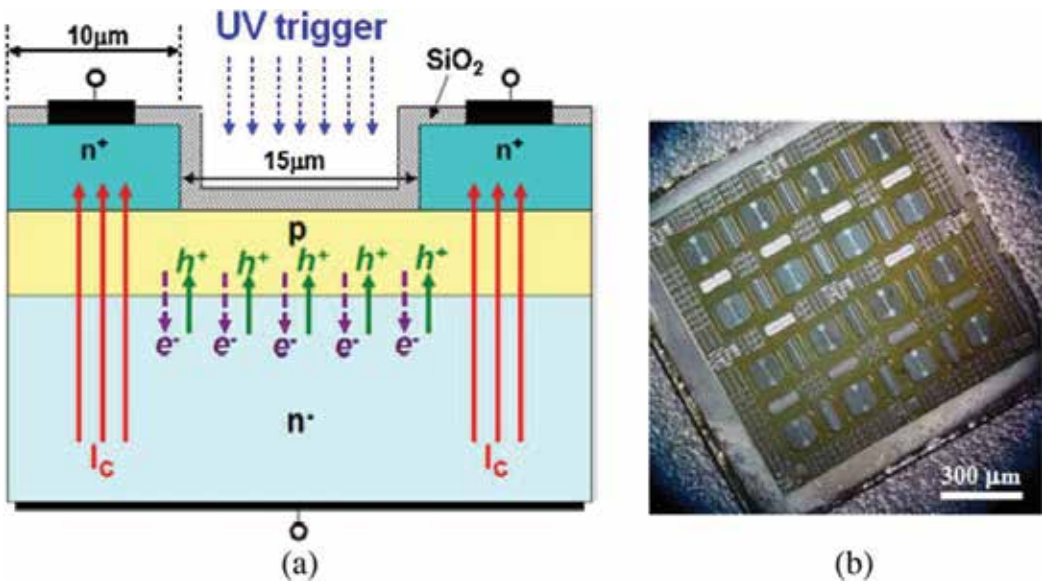 UV trigger
10μm
SiO2
n+
n+
15μm
p
h+ h+ h+ h+ h+
e- e- e- e- e-
n-
IC
IC
(a)
300 μm
(b)